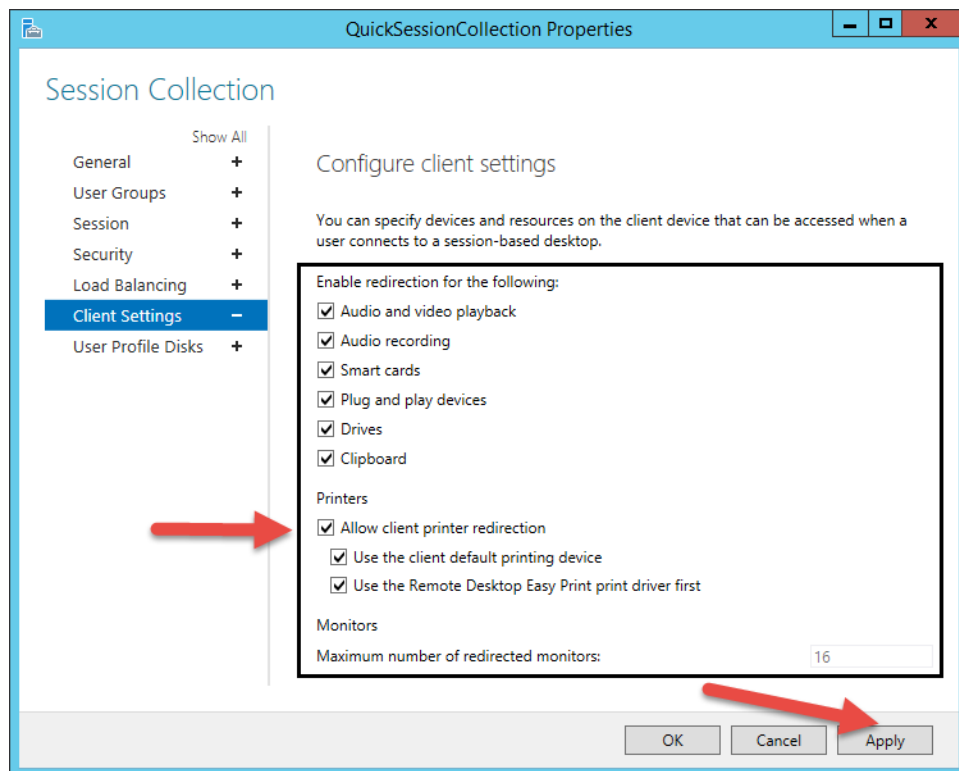 QuickSessionCollection Properties
Session Collection
Show All
General
User Groups
Session
Security
Load Balancing
Client Settings
User Profile Disks
Configure client settings
You can specify devices and resources on the client device that can be accessed when a
user connects to a session-based desktop.
Enable redirection for the following:
Audio and video playback
Audio recording
Smart cards
Plug and play devices
Drives
Clipboard
Printers
Allow client printer redirection
Use the client default printing device
Use the Remote Desktop Easy Print print driver first
Monitors
Maximum number of redirected monitors: 16
OK Cancel Apply